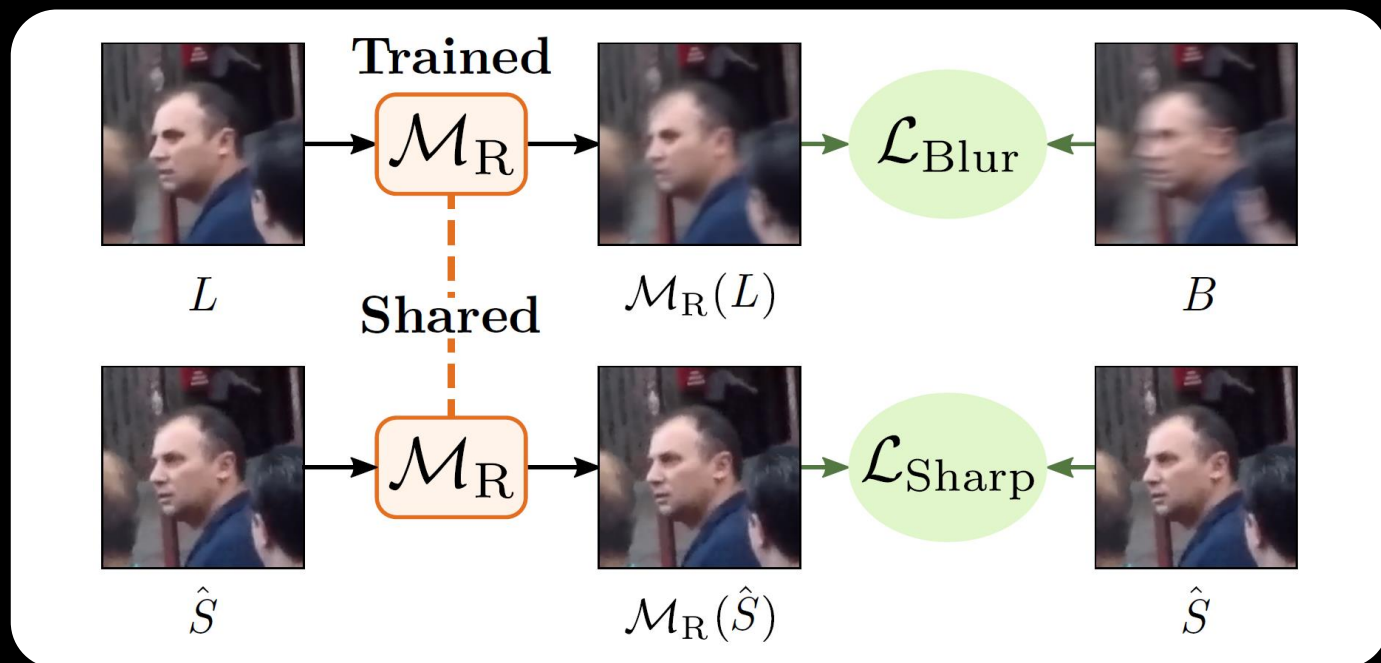 Trained
𝓜_R
𝓛_Blur
L
𝓜_R(L)
B
Shared
𝓜_R
𝓛_Sharp
Ŝ
𝓜_R(Ŝ)
Ŝ